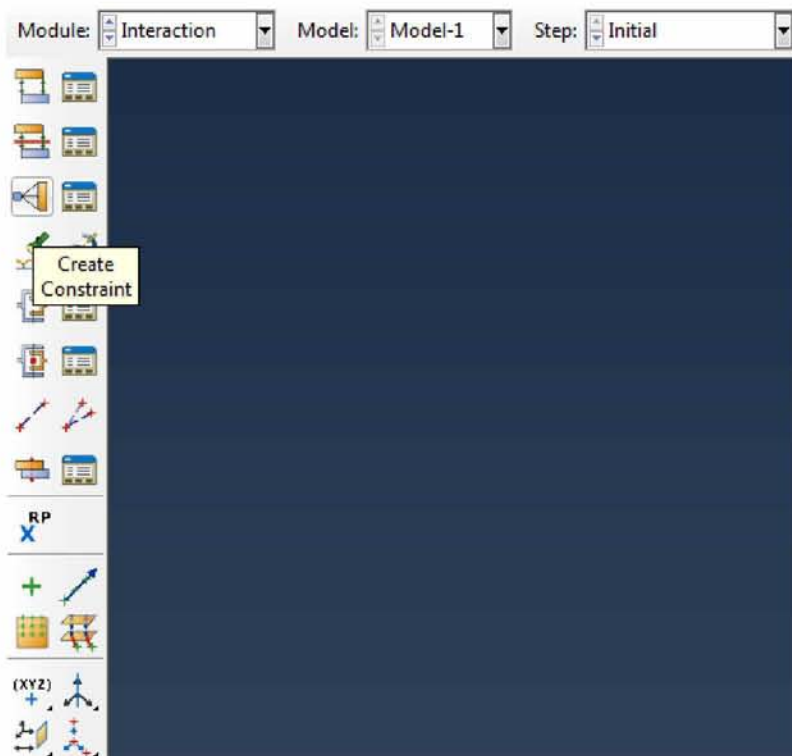 Module: Interaction Model: Model-1 Step: Initial
Create
Constraint
RP
X
(XYZ)